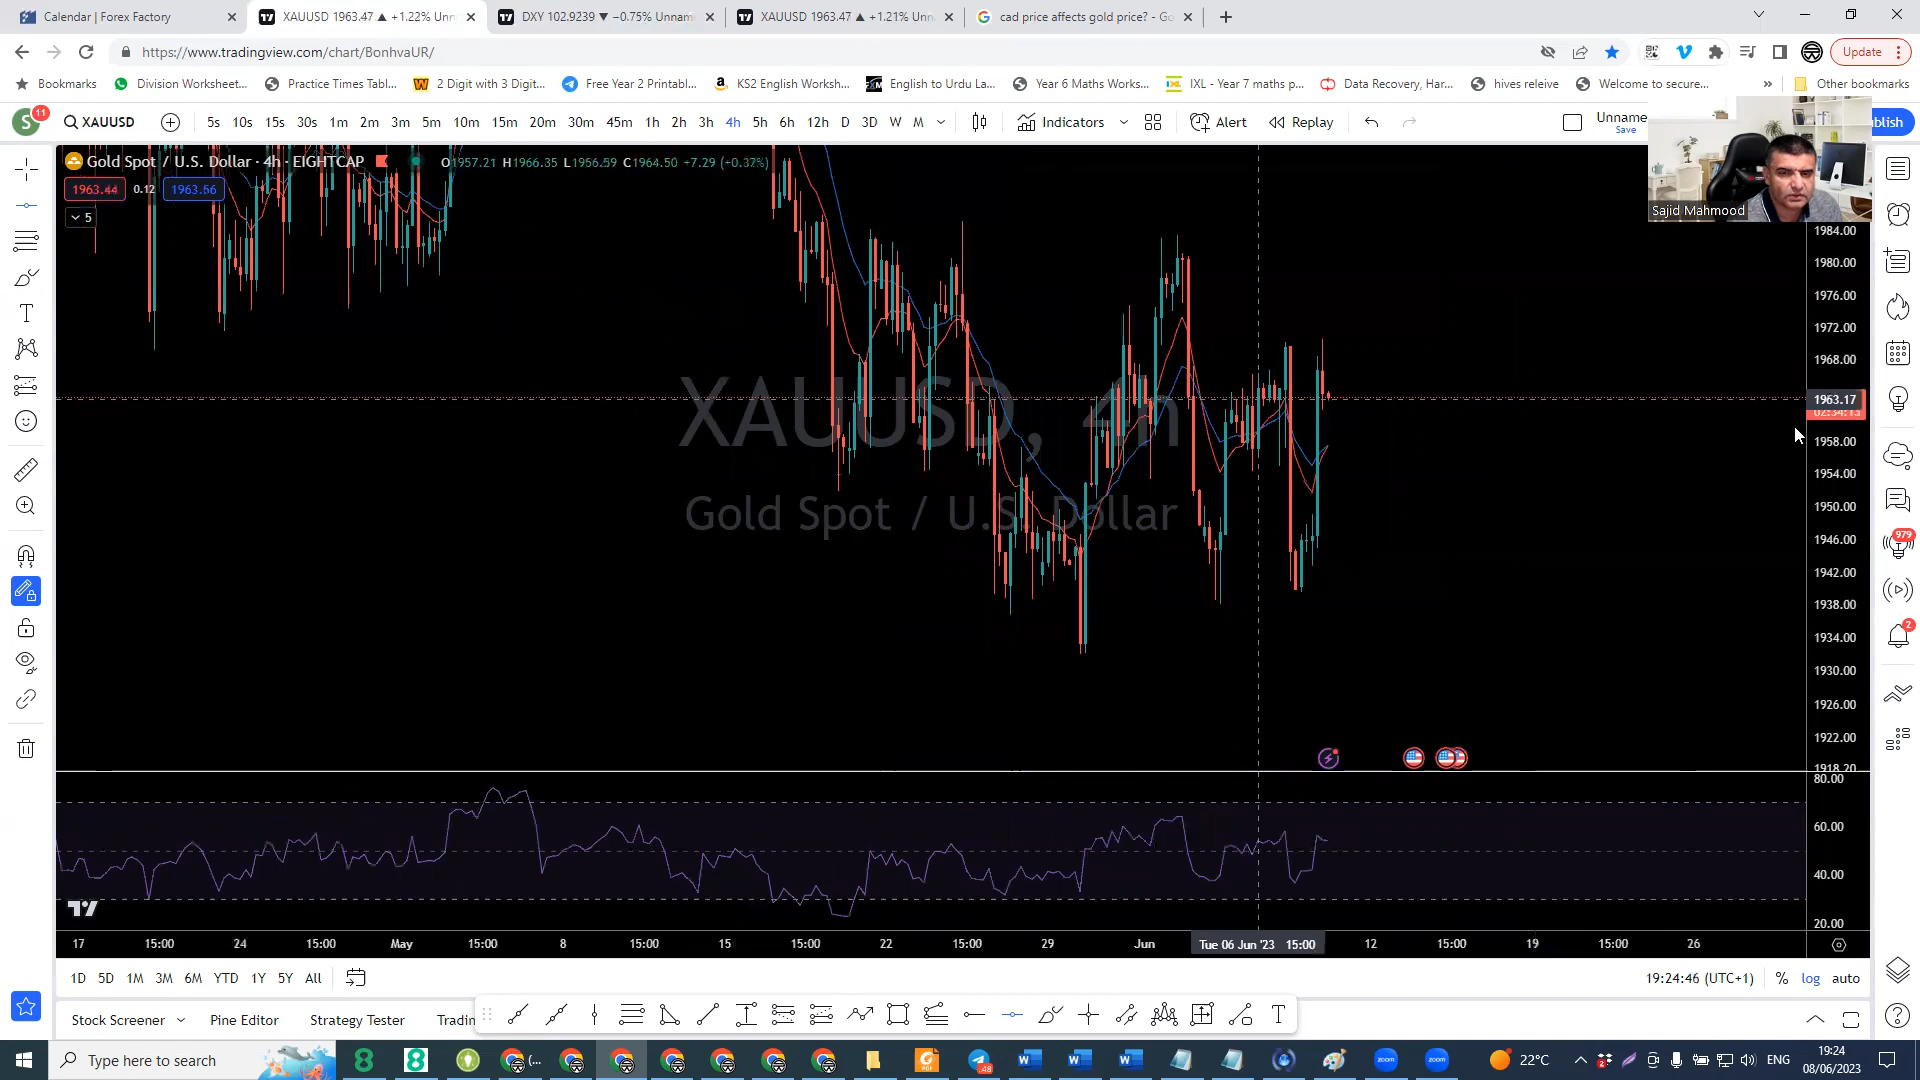 Calendar | Forex Factory
XAUUSD 1963.47 ▲ +1.22% Unn
DXY 102.9239 ▼ −0.75% Unnam
XAUUSD 1963.47 ▲ +1.21% Unn
cad price affects gold price? - Go
https://www.tradingview.com/chart/BonhvaUR/
Update
Bookmarks
Division Worksheet...
Practice Times Tabl...
2 Digit with 3 Digit...
Free Year 2 Printabl...
KS2 English Worksh...
English to Urdu La...
Year 6 Maths Works...
IXL - Year 7 maths p...
Data Recovery, Har...
hives releive
Welcome to secure...
Other bookmarks
S
11
XAUUSD
5s 10s 15s 30s 1m 2m 3m 5m 10m 15m 20m 30m 45m 1h 2h 3h 4h 5h 6h 12h D 3D W M
Indicators
Alert
Replay
Unname
Save
blish
Sajid Mahmood
Gold Spot / U.S. Dollar · 4h · EIGHTCAP
O1957.21 H1966.35 L1956.59 C1964.50 +7.29 (+0.37%)
1963.44 0.12 1963.56
5
XAUUSD, 4h
Gold Spot / U.S. Dollar
1984.00
1980.00
1976.00
1972.00
1968.00
1963.17
02:34:13
1958.00
1954.00
1950.00
1946.00
1942.00
1938.00
1934.00
1930.00
1926.00
1922.00
1918.20
80.00
60.00
40.00
20.00
979
2
17 15:00 24 15:00 May 15:00 8 15:00 15 15:00 22 15:00 29 Jun Tue 06 Jun '23 15:00 12 15:00 19 15:00 26
1D 5D 1M 3M 6M YTD 1Y 5Y All
19:24:46 (UTC+1) % log auto
Stock Screener
Pine Editor
Strategy Tester
Tradin
Type here to search
48
22°C
ENG
19:24
08/06/2023